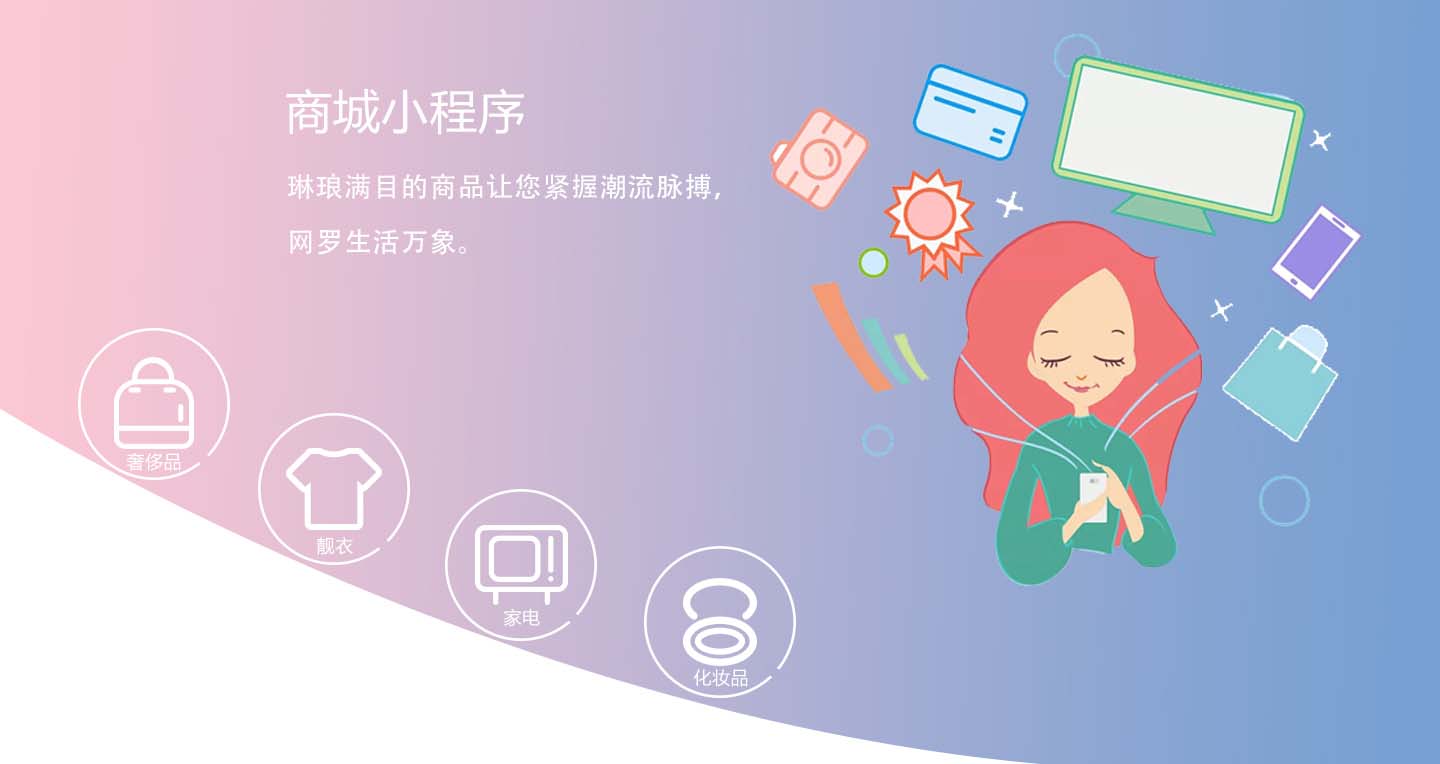 商城小程序
琳琅满目的商品让您紧握潮流脉搏,
网罗生活万象。
奢侈品
靓衣
家电
化妆品